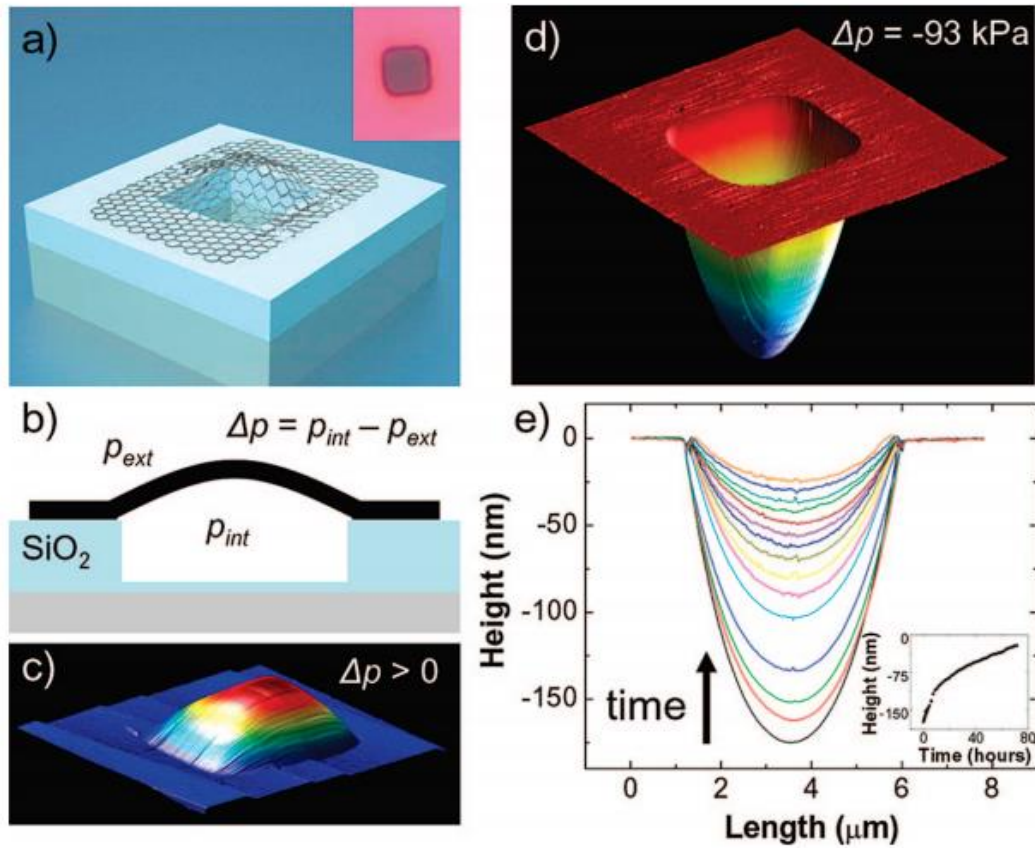 a)
b)
Δp = p_int – p_ext
p_ext
p_int
SiO₂
c)
Δp > 0
d)
Δp = -93 kPa
e)
Height (nm)
0
-50
-100
-150
time
0
2
4
6
8
Length (μm)
Height (nm)
0
-75
-150
0
40
80
Time (hours)